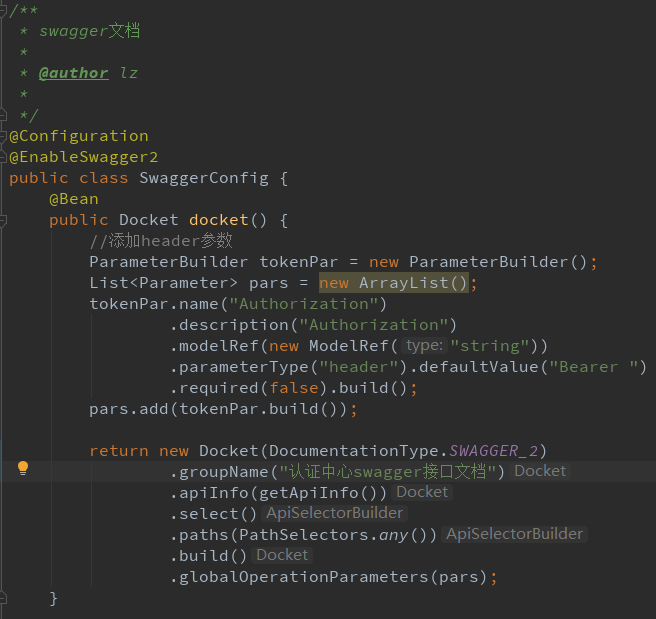 /**
 * swagger文档
 *
 * @author lz
 *
 */
@Configuration
@EnableSwagger2
public class SwaggerConfig {
    @Bean
    public Docket docket() {
        //添加header参数
        ParameterBuilder tokenPar = new ParameterBuilder();
        List<Parameter> pars = new ArrayList();
        tokenPar.name("Authorization")
                .description("Authorization")
                .modelRef(new ModelRef( type: "string"))
                .parameterType("header").defaultValue("Bearer ")
                .required(false).build();
        pars.add(tokenPar.build());
        return new Docket(DocumentationType.SWAGGER_2)
                .groupName("认证中心swagger接口文档") Docket
                .apiInfo(getApiInfo()) Docket
                .select() ApiSelectorBuilder
                .paths(PathSelectors.any()) ApiSelectorBuilder
                .build() Docket
                .globalOperationParameters(pars);
    }